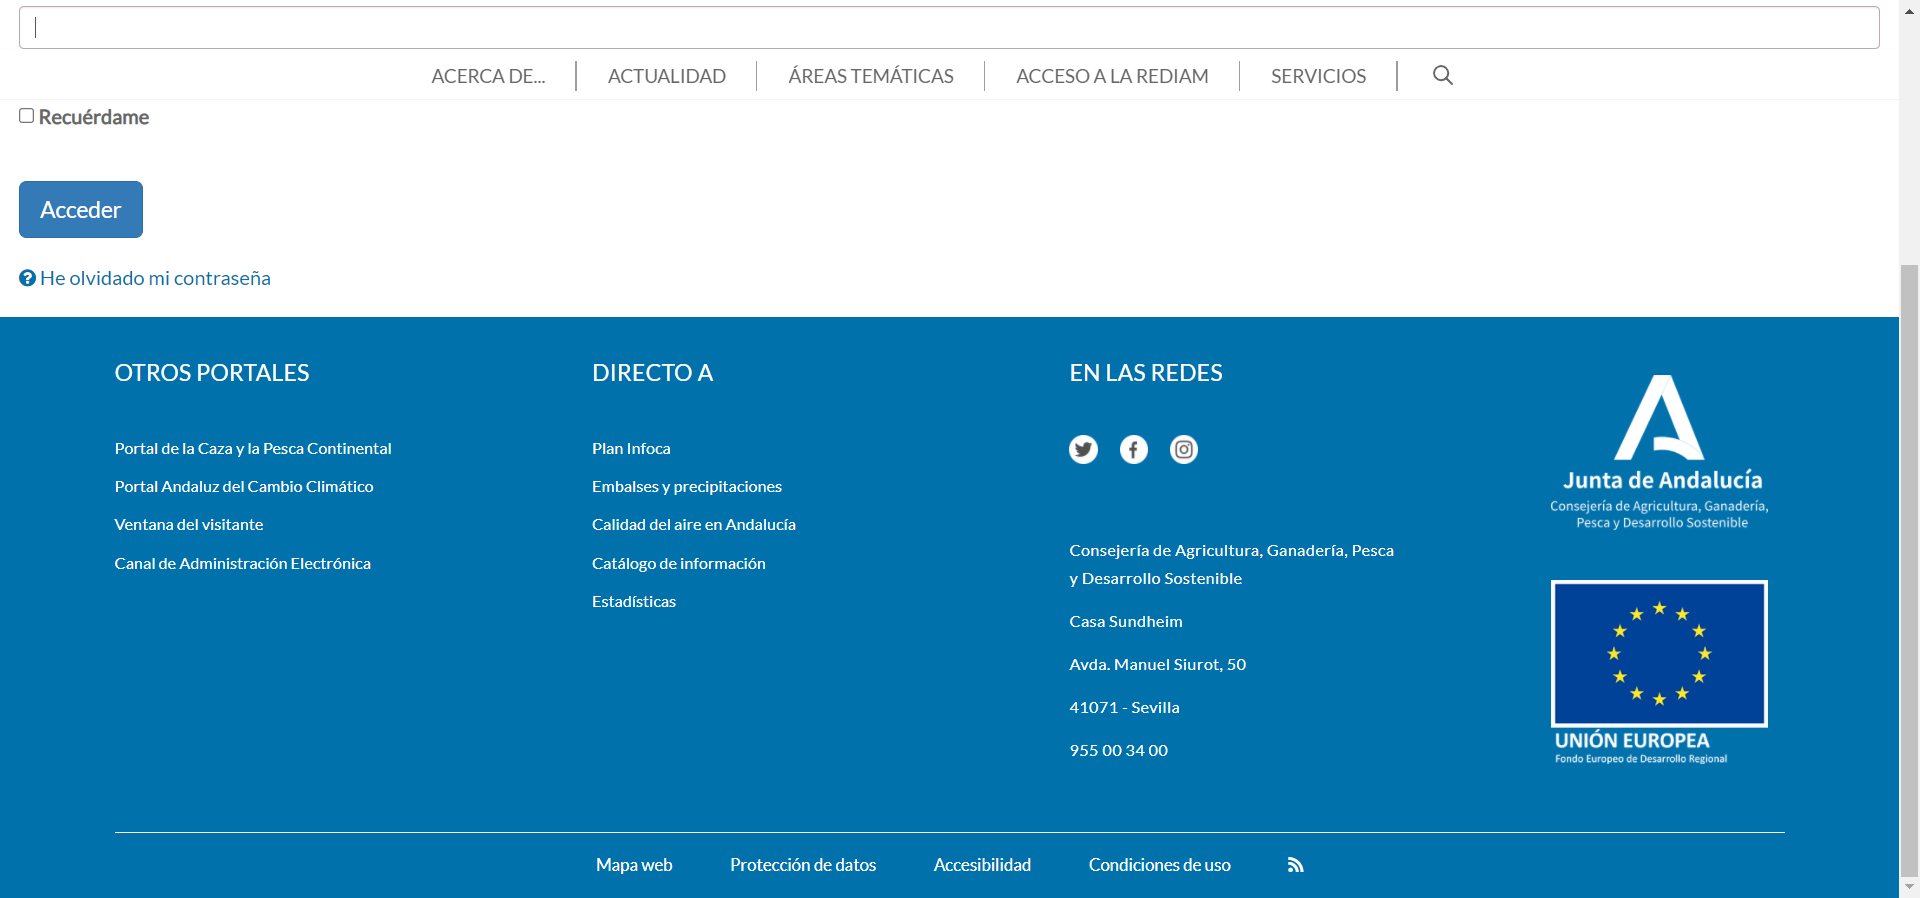 ACERCA DE...
ACTUALIDAD
ÁREAS TEMÁTICAS
ACCESO A LA REDIAM
SERVICIOS
Recuérdame
Acceder
He olvidado mi contraseña
OTROS PORTALES
Portal de la Caza y la Pesca Continental
Portal Andaluz del Cambio Climático
Ventana del visitante
Canal de Administración Electrónica
DIRECTO A
Plan Infoca
Embalses y precipitaciones
Calidad del aire en Andalucía
Catálogo de información
Estadísticas
EN LAS REDES
Consejería de Agricultura, Ganadería, Pesca
y Desarrollo Sostenible
Casa Sundheim
Avda. Manuel Siurot, 50
41071 - Sevilla
955 00 34 00
Junta de Andalucía
Consejería de Agricultura, Ganadería,
Pesca y Desarrollo Sostenible
UNIÓN EUROPEA
Fondo Europeo de Desarrollo Regional
Mapa web
Protección de datos
Accesibilidad
Condiciones de uso